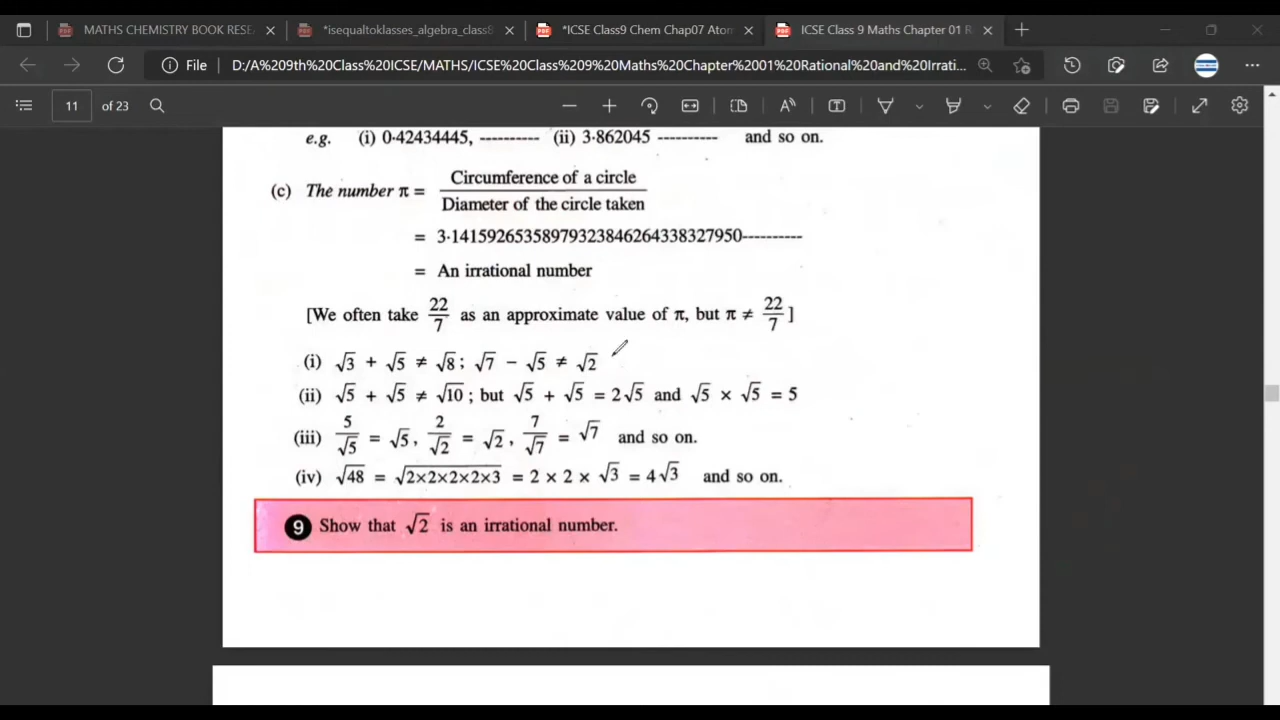 MATHS CHEMISTRY BOOK RESE
*isequaltoklasses_algebra_class8
*ICSE Class9 Chem Chap07 Atom
ICSE Class 9 Maths Chapter 01 R
File D:/A%209th%20Class%20ICSE/MATHS/ICSE%20Class%209%20Maths%20Chapter%2001%20Rational%20and%20Irrati...
11 of 23
e.g. (i) 0·42434445, ---------- (ii) 3·862045 ---------- and so on.
(c) The number π = Circumference of a circle / Diameter of the circle taken
= 3·14159265358979323846264338327950----------
= An irrational number
[We often take 22/7 as an approximate value of π, but π ≠ 22/7 ]
(i) √3 + √5 ≠ √8; √7 − √5 ≠ √2
(ii) √5 + √5 ≠ √10 ; but √5 + √5 = 2√5 and √5 × √5 = 5
(iii) 5/√5 = √5, 2/√2 = √2, 7/√7 = √7 and so on.
(iv) √48 = √2×2×2×2×3 = 2 × 2 × √3 = 4√3 and so on.
9 Show that √2 is an irrational number.